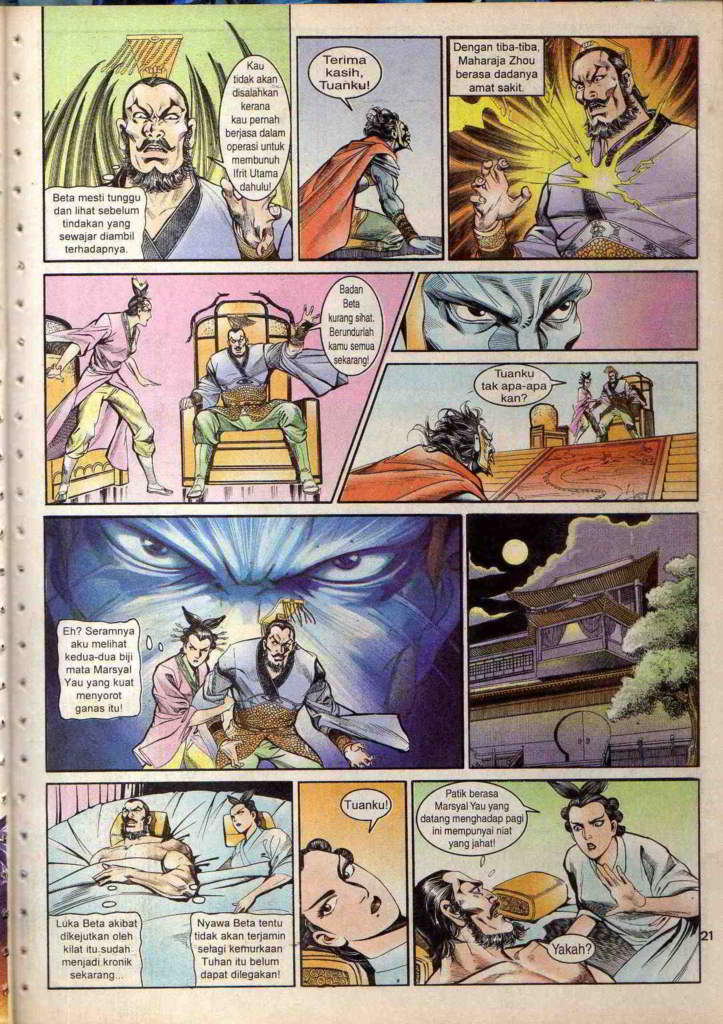 Kau
tidak akan
disalahkan
kerana
kau pernah
berjasa dalam
operasi untuk
membunuh
Ifrit Utama
dahulu!
Beta mesti tunggu
dan lihat sebelum
tindakan yang
sewajar diambil
terhadapnya.
Terima
kasih,
Tuanku!
Dengan tiba-tiba,
Maharaja Zhou
berasa dadanya
amat sakit.
Badan
Beta
kurang sihat.
Berundurlah
kamu semua
sekarang!
Tuanku
tak apa-apa
kan?
Eh? Seramnya
aku melihat
kedua-dua biji
mata Marsyal
Yau yang kuat
menyorot
ganas itu!
Luka Beta akibat
dikejutkan oleh
kilat itu sudah
menjadi kronik
sekarang...
Nyawa Beta tentu
tidak akan terjamin
selagi kemurkaan
Tuhan itu belum
dapat dilegakan!
Tuanku!
Patik berasa
Marsyal Yau yang
datang menghadap pagi
ini mempunyai niat
yang jahat!
Yakah?
21